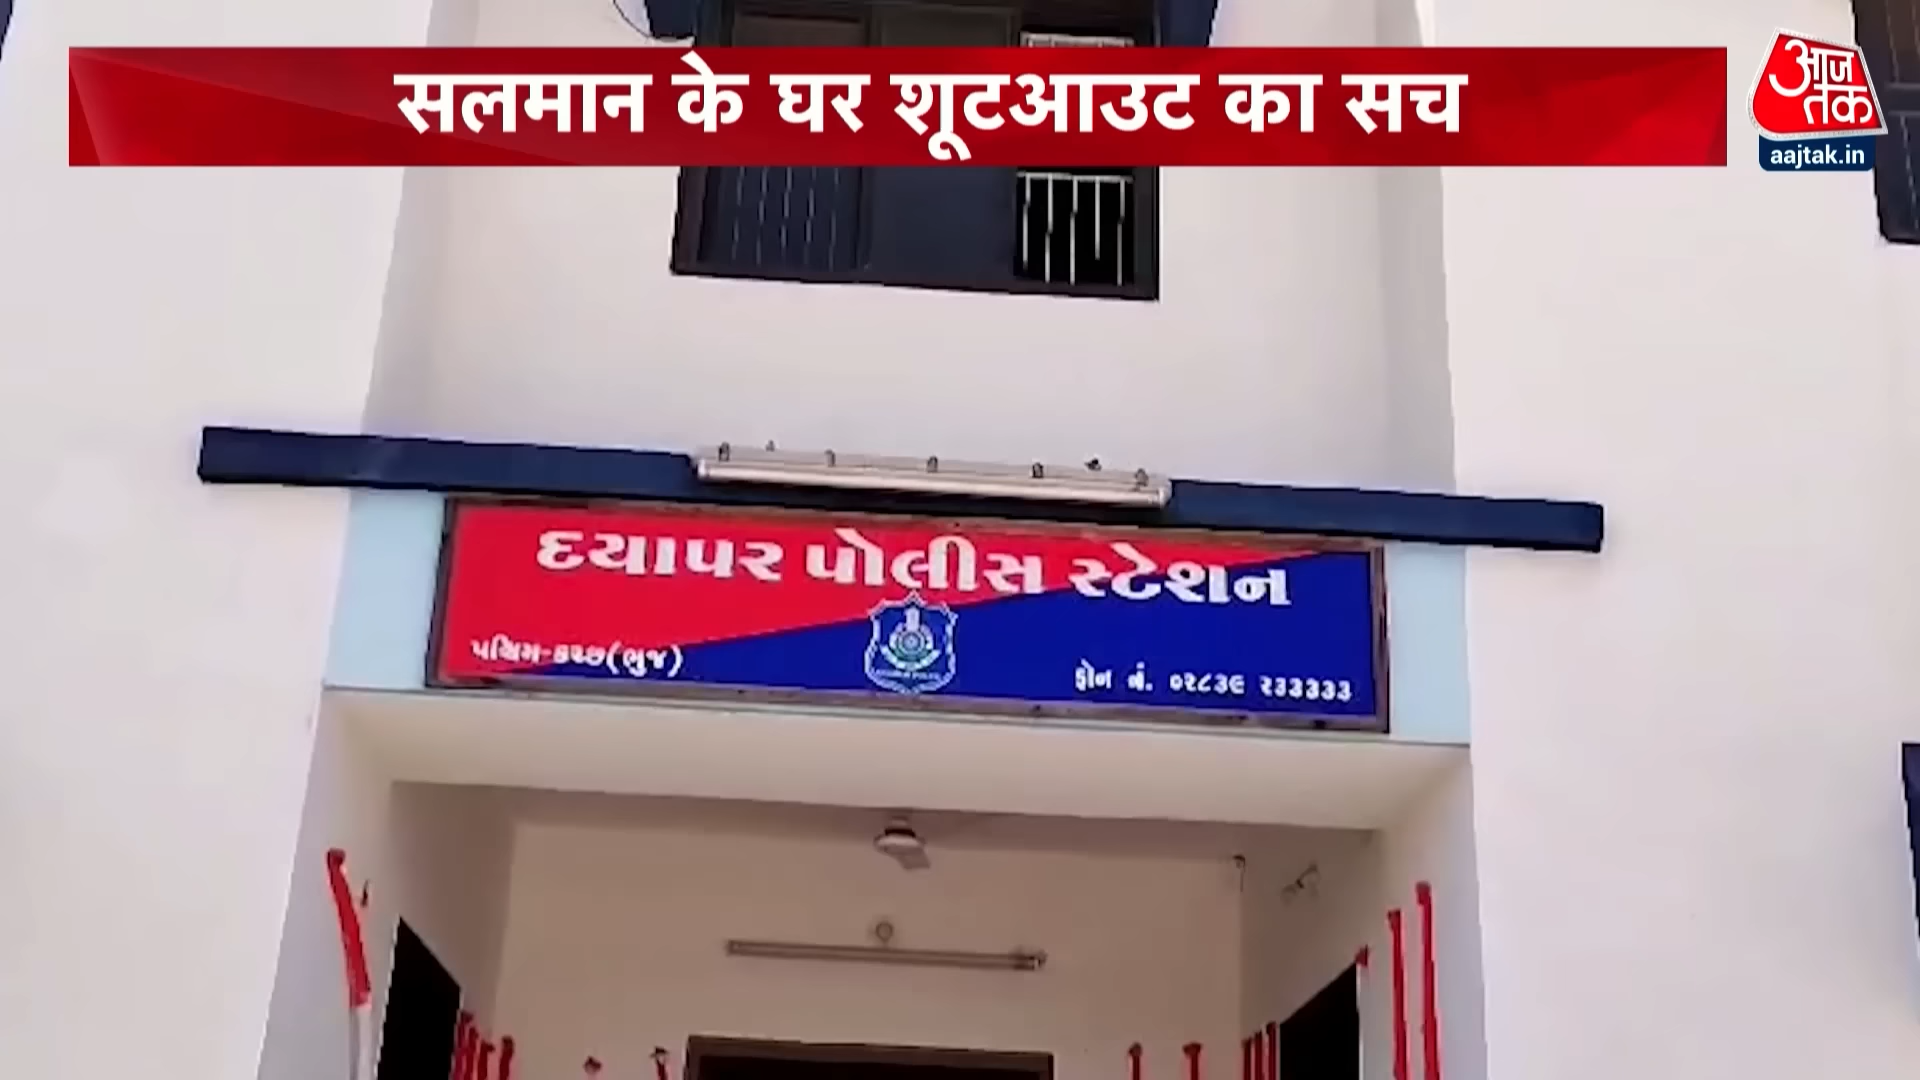 सलमान के घर शूटआउट का सच
आज
तक
aajtak.in
દયાપર પોલીસ સ્ટેશન
પશ્ચિમ-કચ્છ(ભુજ)
ફોન નં. ૦૨૮૩૯ ૨૩૩૩૩૩